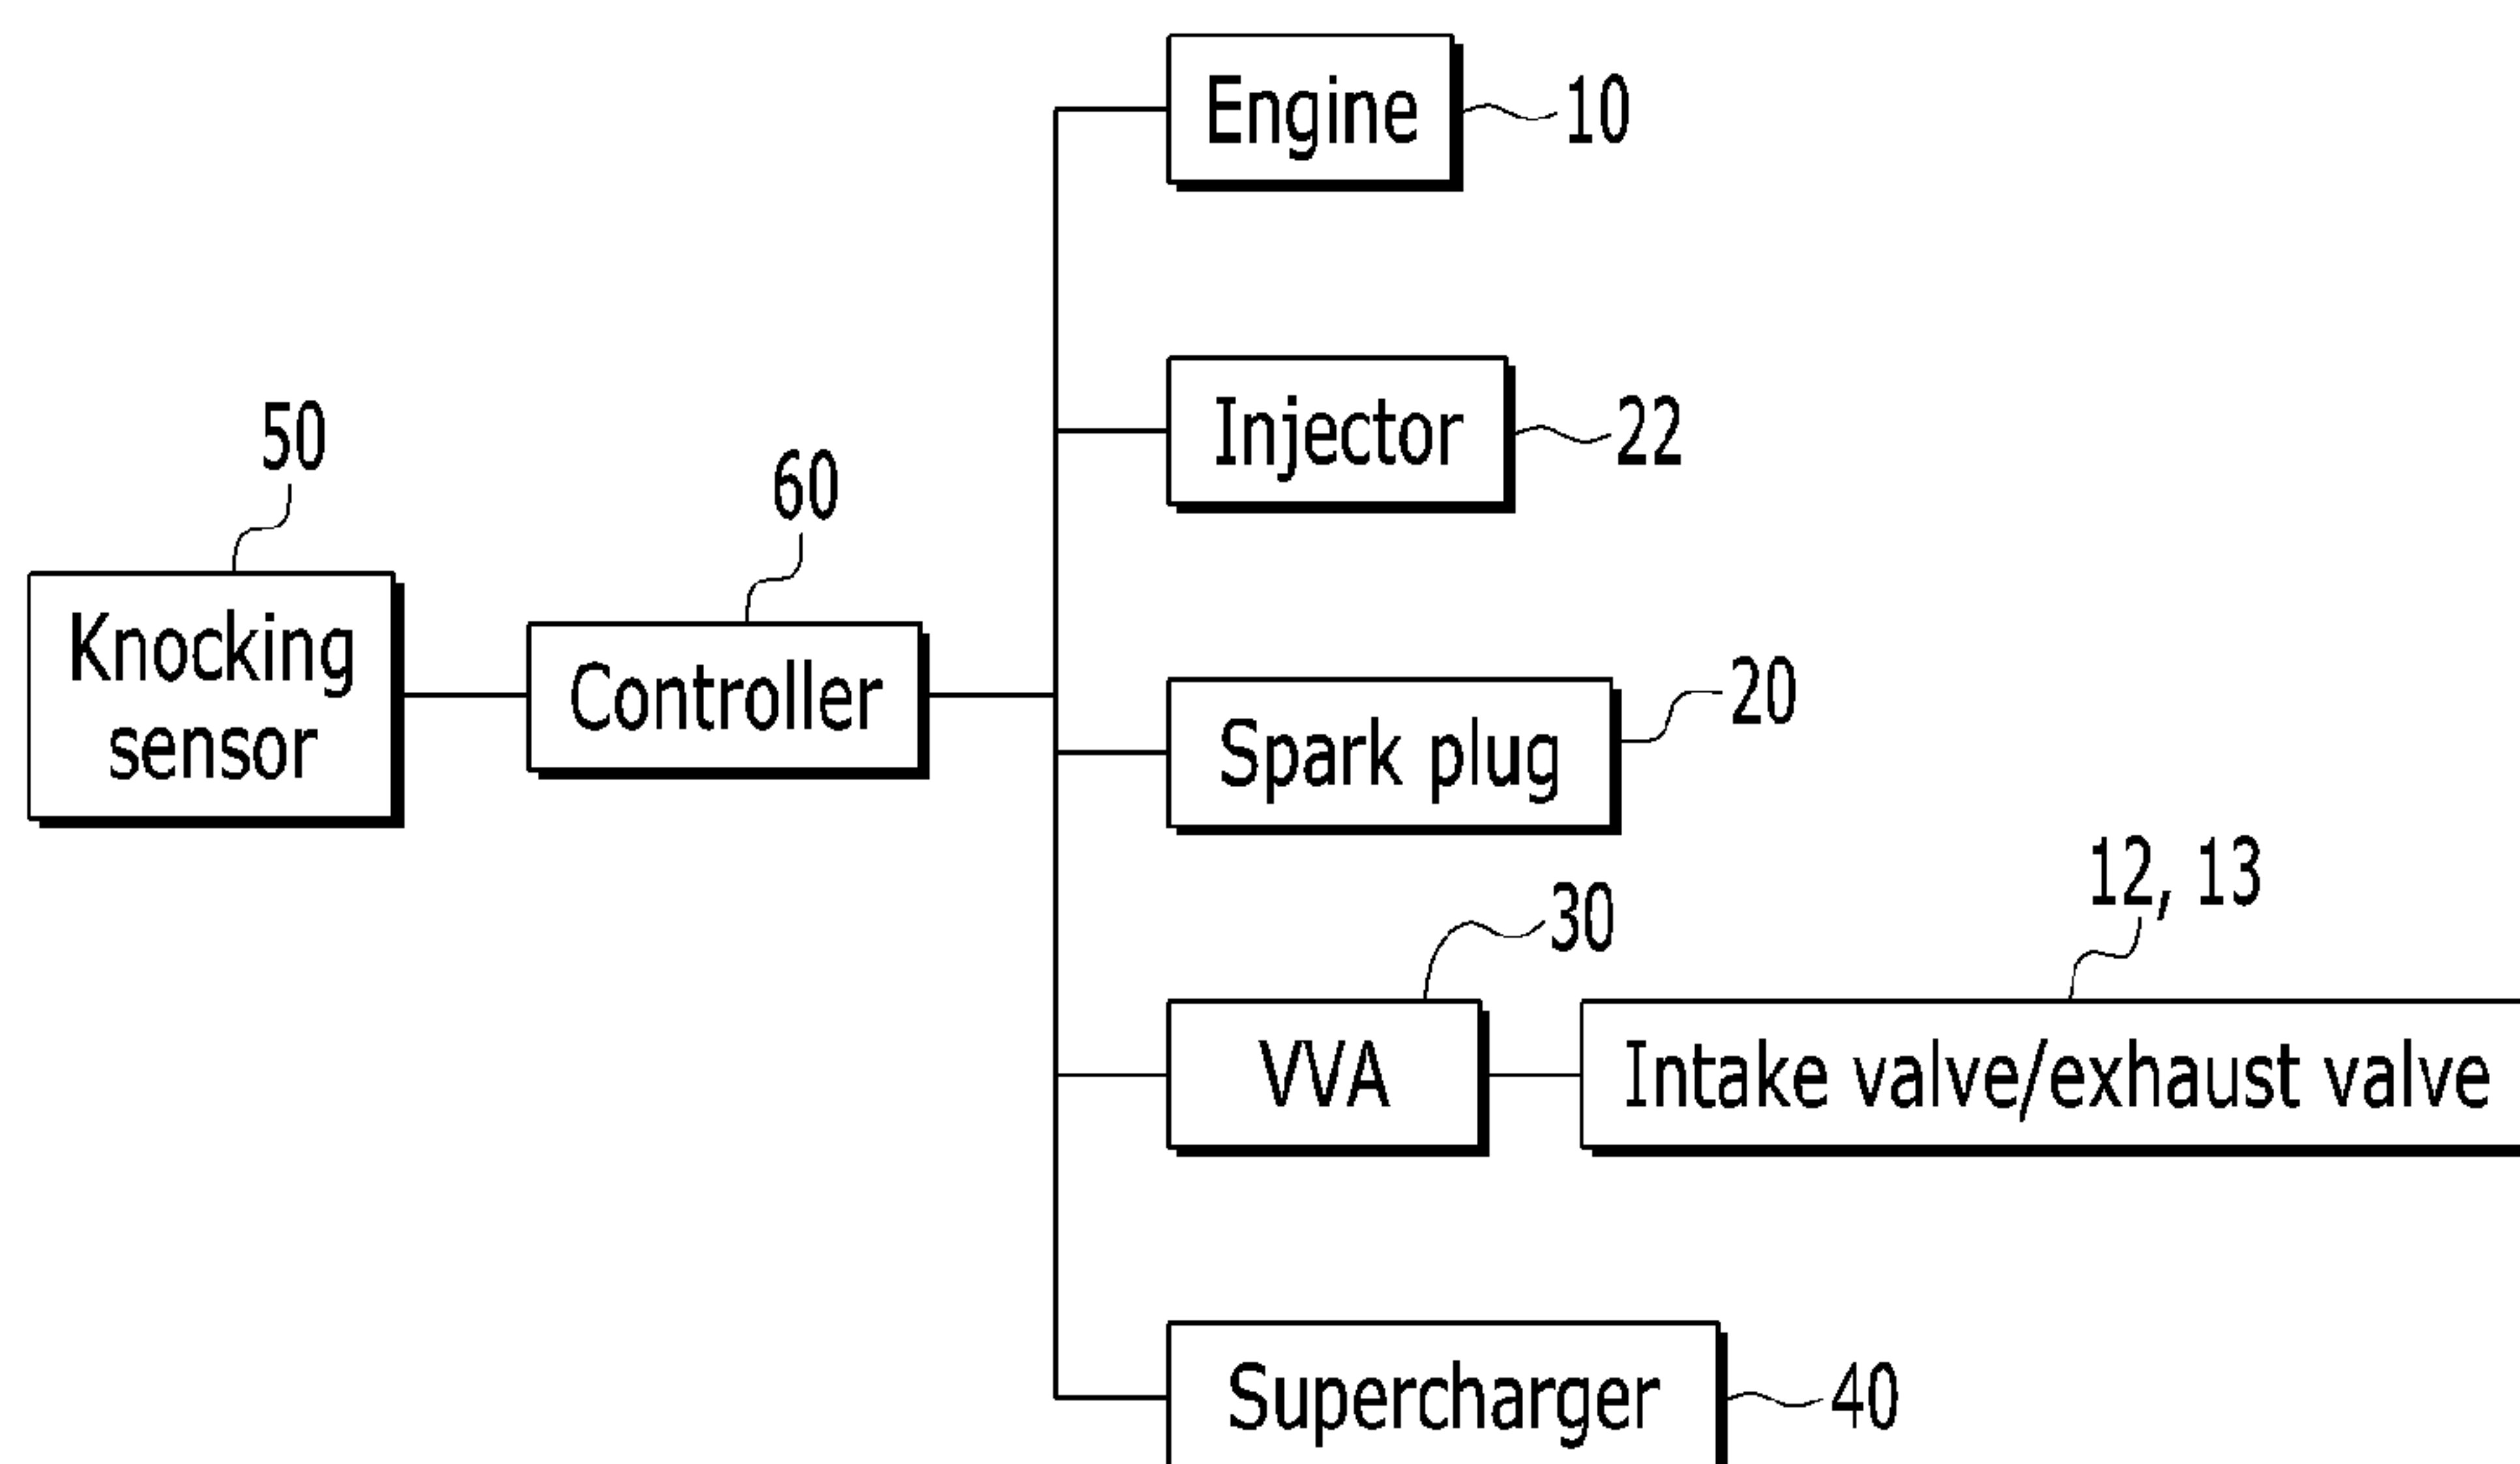 Engine
10
Injector
22
50
60
Knocking
sensor
Controller
Spark plug
20
12, 13
30
VVA
Intake valve/exhaust valve
Supercharger
40